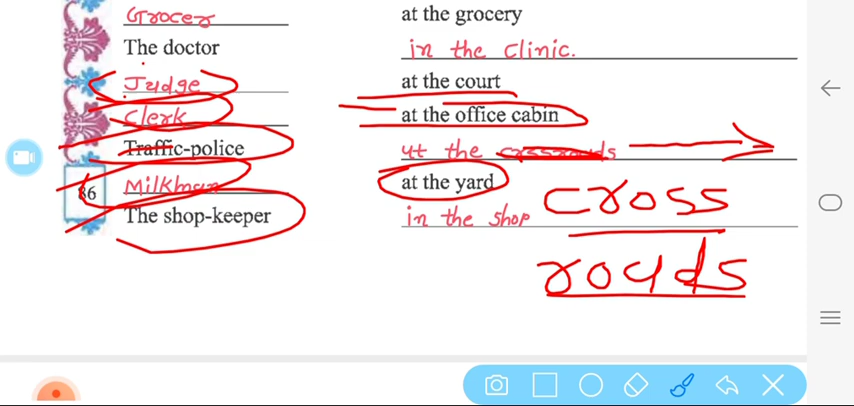 Grocer at the grocery
The doctor in the clinic.
Judge at the court
Clerk at the office cabin
Traffic-police at the crossroads
Milkman at the yard
86
The shop-keeper in the shop
cross
roads